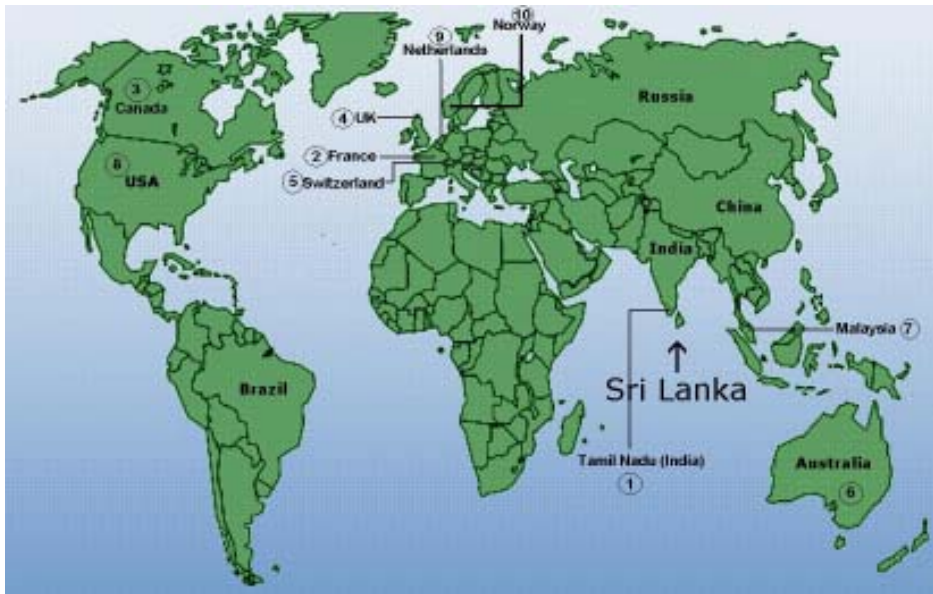 10
9
Norway
Netherlands
3
Canada
Russia
4 UK
2 France
8
USA
5 Switzerland
China
India
Malaysia 7
Sri Lanka
Brazil
Tamil Nadu (India)
1
Australia
6